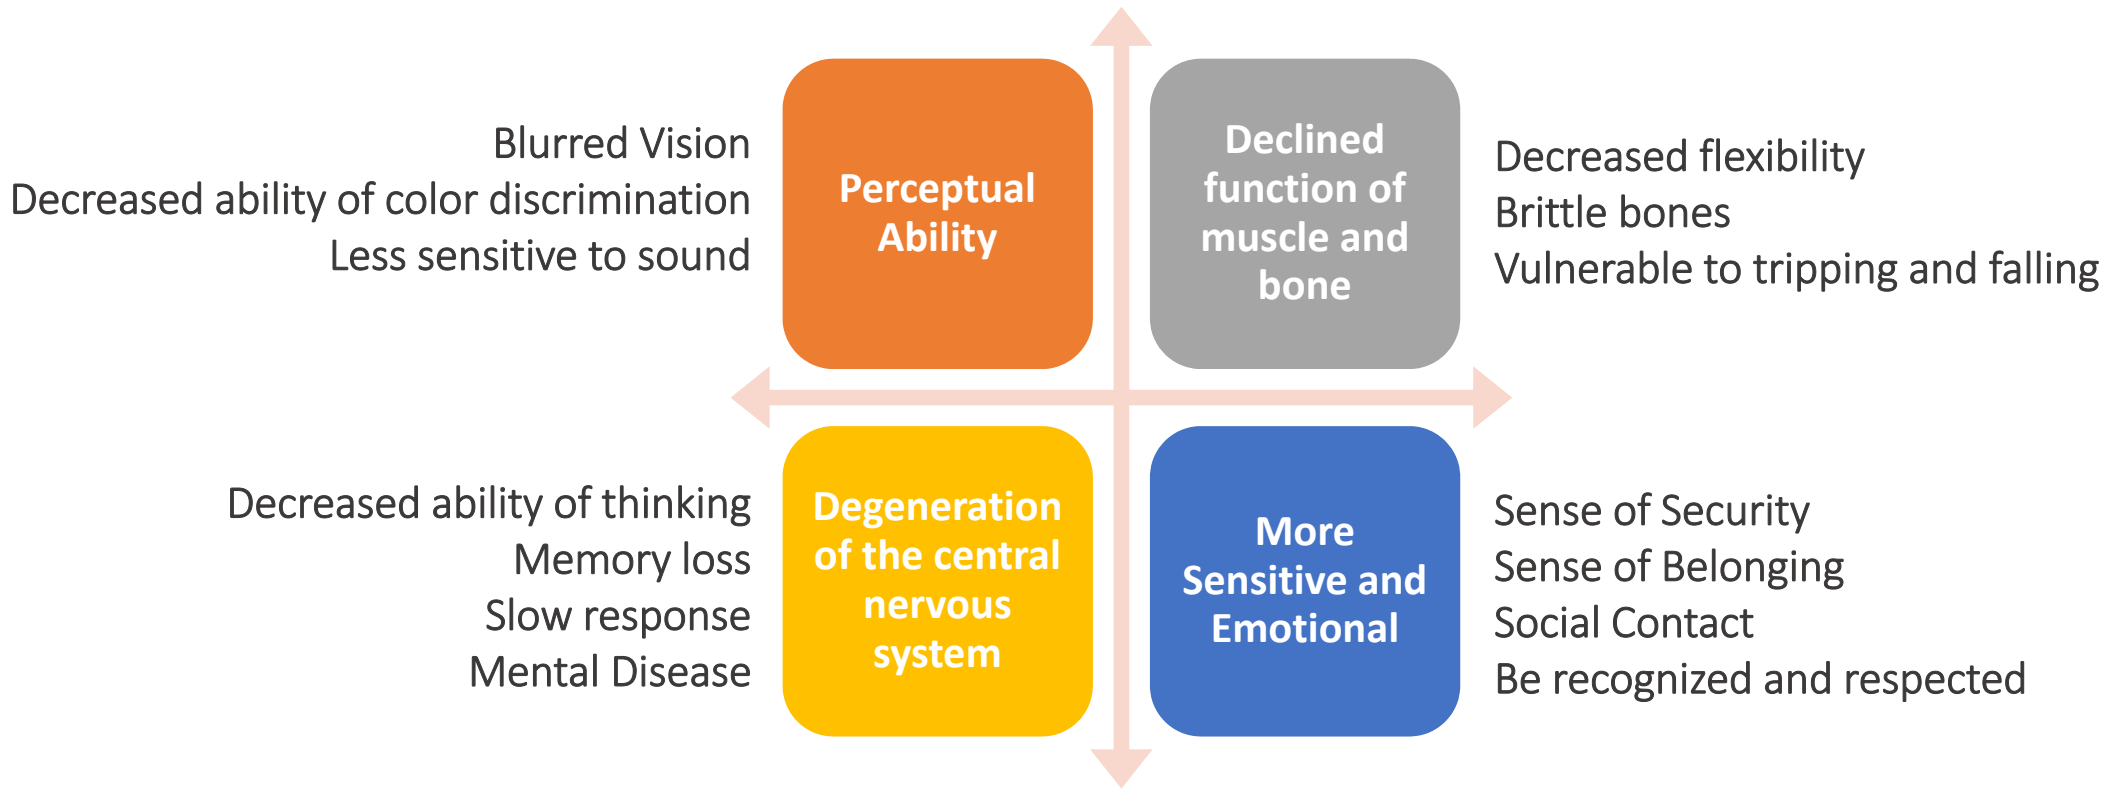 Blurred Vision
Decreased ability of color discrimination
Less sensitive to sound
Perceptual
Ability
Declined
function of
muscle and
bone
Decreased flexibility
Brittle bones
Vulnerable to tripping and falling
Decreased ability of thinking
Memory loss
Slow response
Mental Disease
Degeneration
of the central
nervous
system
More
Sensitive and
Emotional
Sense of Security
Sense of Belonging
Social Contact
Be recognized and respected